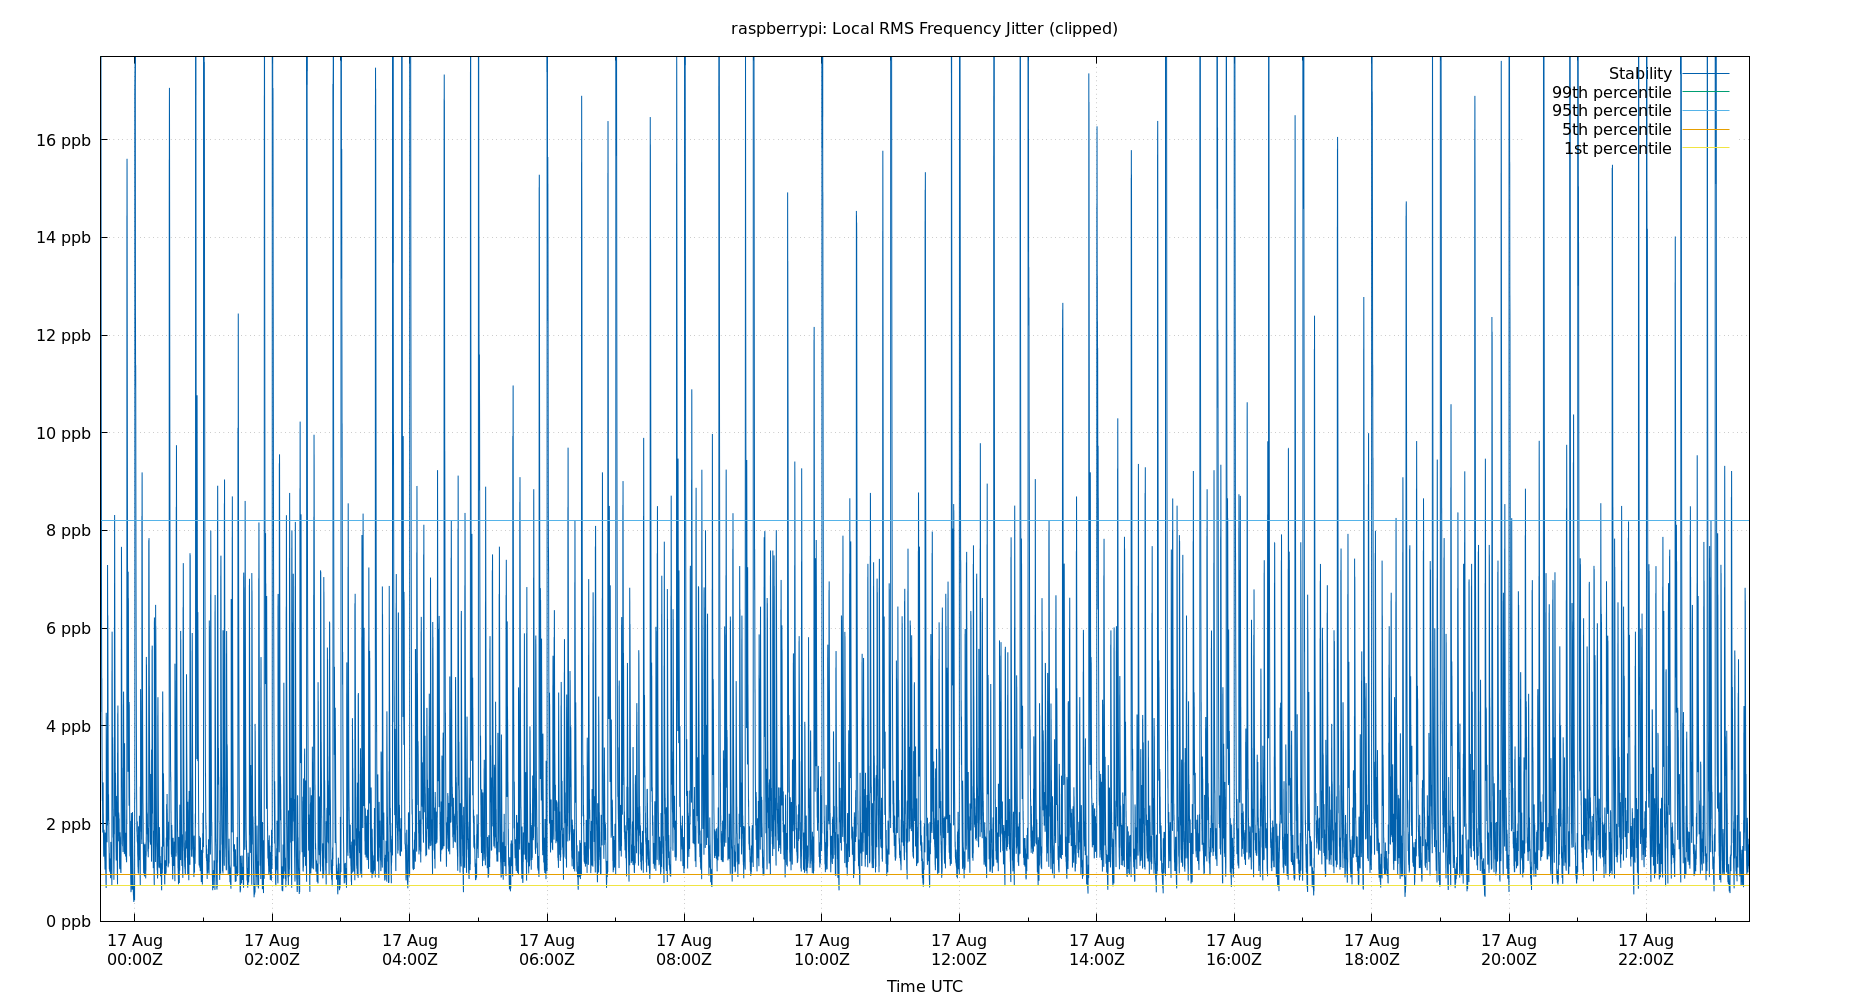 raspberrypi: Local RMS Frequency Jitter (clipped)
Stability
99th percentile
95th percentile
5th percentile
1st percentile
16 ppb
14 ppb
12 ppb
10 ppb
8 ppb
6 ppb
4 ppb
2 ppb
0 ppb
17 Aug 17 Aug 17 Aug 17 Aug 17 Aug 17 Aug 17 Aug 17 Aug 17 Aug 17 Aug 17 Aug 17 Aug
00:00Z 02:00Z 04:00Z 06:00Z 08:00Z 10:00Z 12:00Z 14:00Z 16:00Z 18:00Z 20:00Z 22:00Z
Time UTC